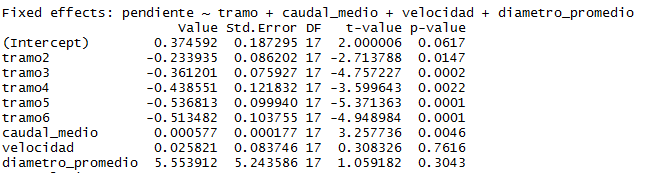 Fixed effects: pendiente ~ tramo + caudal_medio + velocidad + diametro_promedio
Value Std.Error DF t-value p-value
(Intercept) 0.374592 0.187295 17 2.000006 0.0617
tramo2 -0.233935 0.086202 17 -2.713788 0.0147
tramo3 -0.361201 0.075927 17 -4.757227 0.0002
tramo4 -0.438551 0.121832 17 -3.599643 0.0022
tramo5 -0.536813 0.099940 17 -5.371363 0.0001
tramo6 -0.513482 0.103755 17 -4.948984 0.0001
caudal_medio 0.000577 0.000177 17 3.257736 0.0046
velocidad 0.025821 0.083746 17 0.308326 0.7616
diametro_promedio 5.553912 5.243586 17 1.059182 0.3043